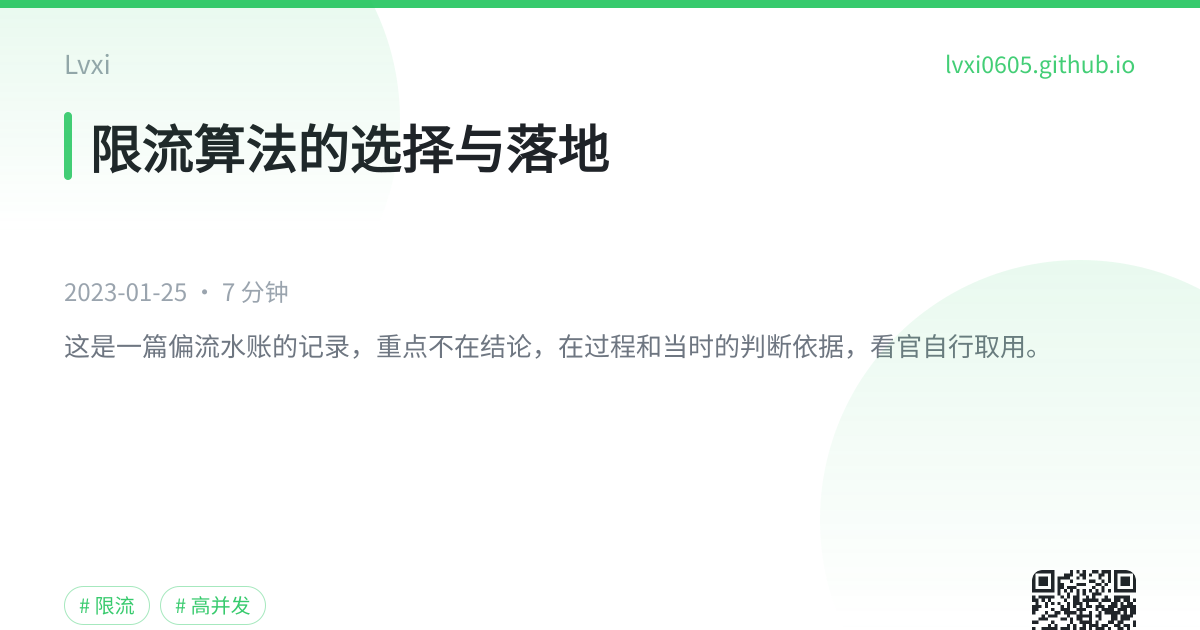 Lvxi
lvxi0605.github.io
限流算法的选择与落地
2023-01-25 · 7 分钟
这是一篇偏流水账的记录，重点不在结论，在过程和当时的判断依据，看官自行取用。
# 限流
# 高并发